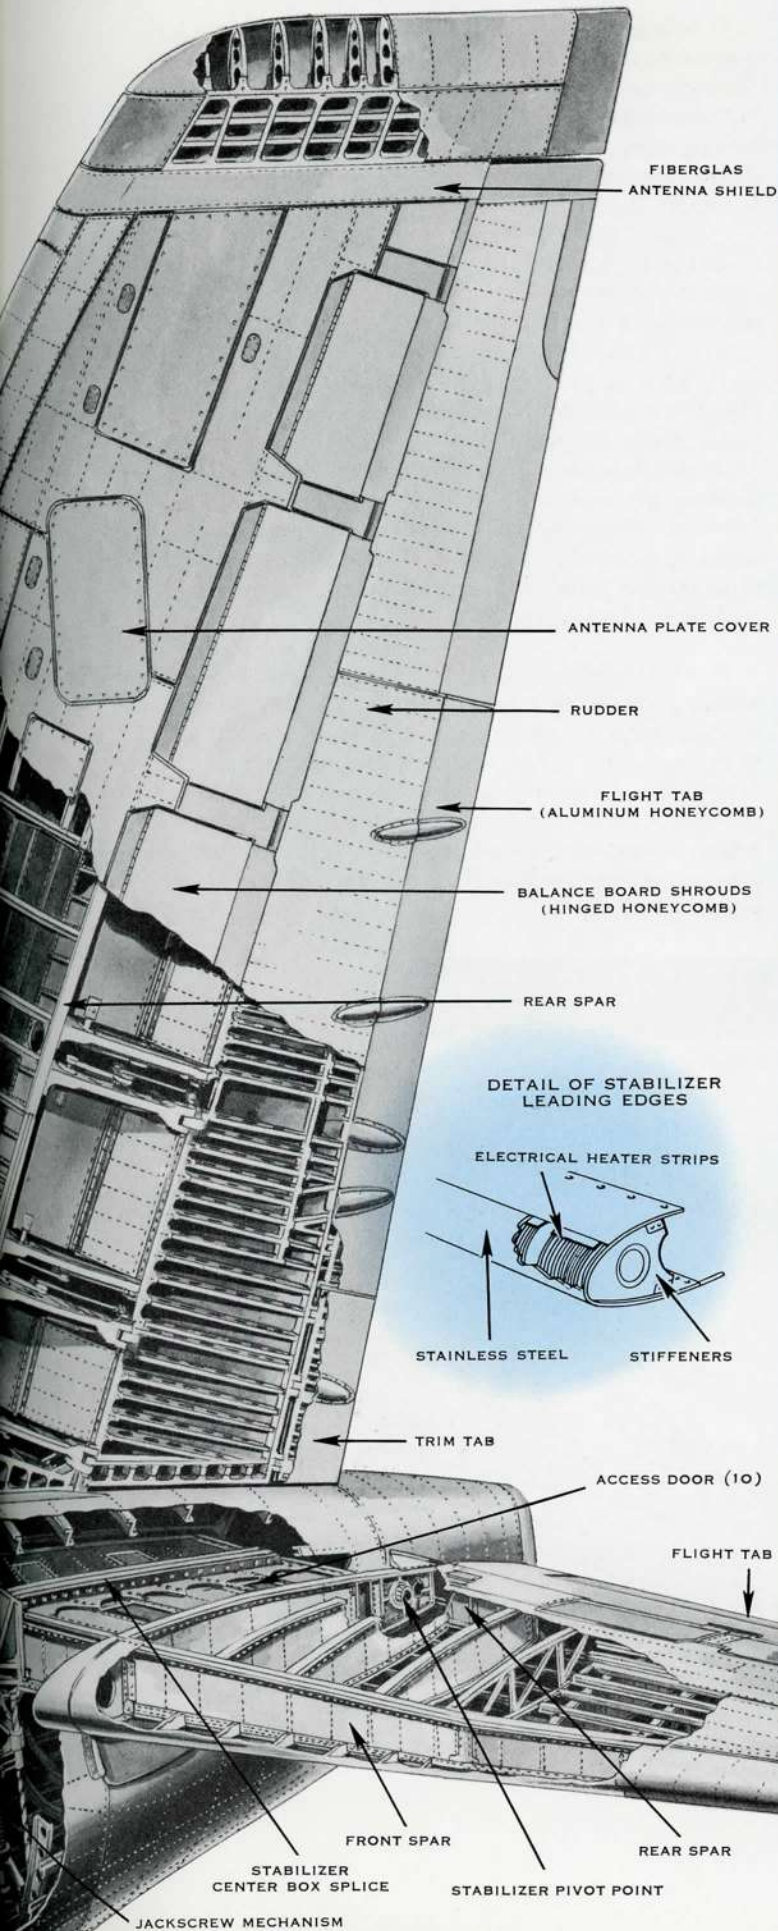 FIBERGLAS
ANTENNA SHIELD
ANTENNA PLATE COVER
RUDDER
FLIGHT TAB
(ALUMINUM HONEYCOMB)
BALANCE BOARD SHROUDS
(HINGED HONEYCOMB)
REAR SPAR
DETAIL OF STABILIZER
LEADING EDGES
ELECTRICAL HEATER STRIPS
STAINLESS STEEL
STIFFENERS
TRIM TAB
ACCESS DOOR (10)
FLIGHT TAB
FRONT SPAR
REAR SPAR
STABILIZER
CENTER BOX SPLICE
STABILIZER PIVOT POINT
JACKSCREW MECHANISM